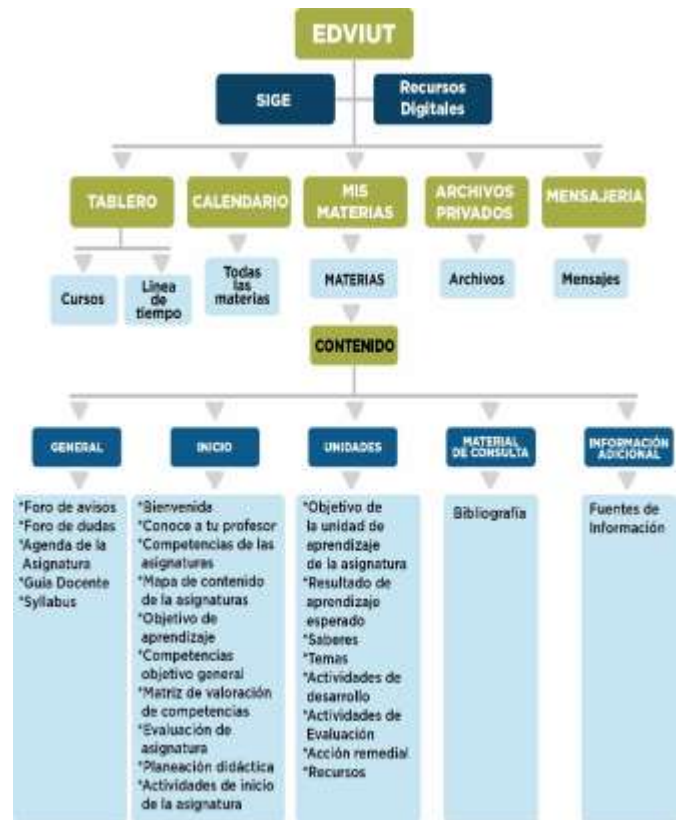 EDVIUT
SIGE
Recursos
Digitales
TABLERO
CALENDARIO
MIS
MATERIAS
ARCHIVOS
PRIVADOS
MENSAJERIA
Cursos
Linea
de
tiempo
Todas
las
materias
MATERIAS
Archivos
Mensajes
CONTENIDO
GENERAL
INICIO
UNIDADES
MATERIAL
DE CONSULTA
INFORMACIÓN
ADICIONAL
*Foro de avisos
*Foro de dudas
*Agenda de la
Asignatura
*Guia Docente
*Syllabus
*Bienvenida
*Conoce a tu profesor
*Competencias de las
asignaturas
*Mapa de contenido
de la asignaturas
*Objetivo de
aprendizaje
*Competencias
objetivo general
*Matriz de valoración
de competencias
*Evaluación de
asignatura
*Planeación didáctica
*Actividades de inicio
de la asignatura
*Objetivo de
la unidad de
aprendizaje
de la asignatura
*Resultado de
aprendizaje
esperado
*Saberes
*Temas
*Actividades de
desarrollo
*Actividades de
Evaluación
*Acción remedial
*Recursos
Bibliografía
Fuentes de
Información